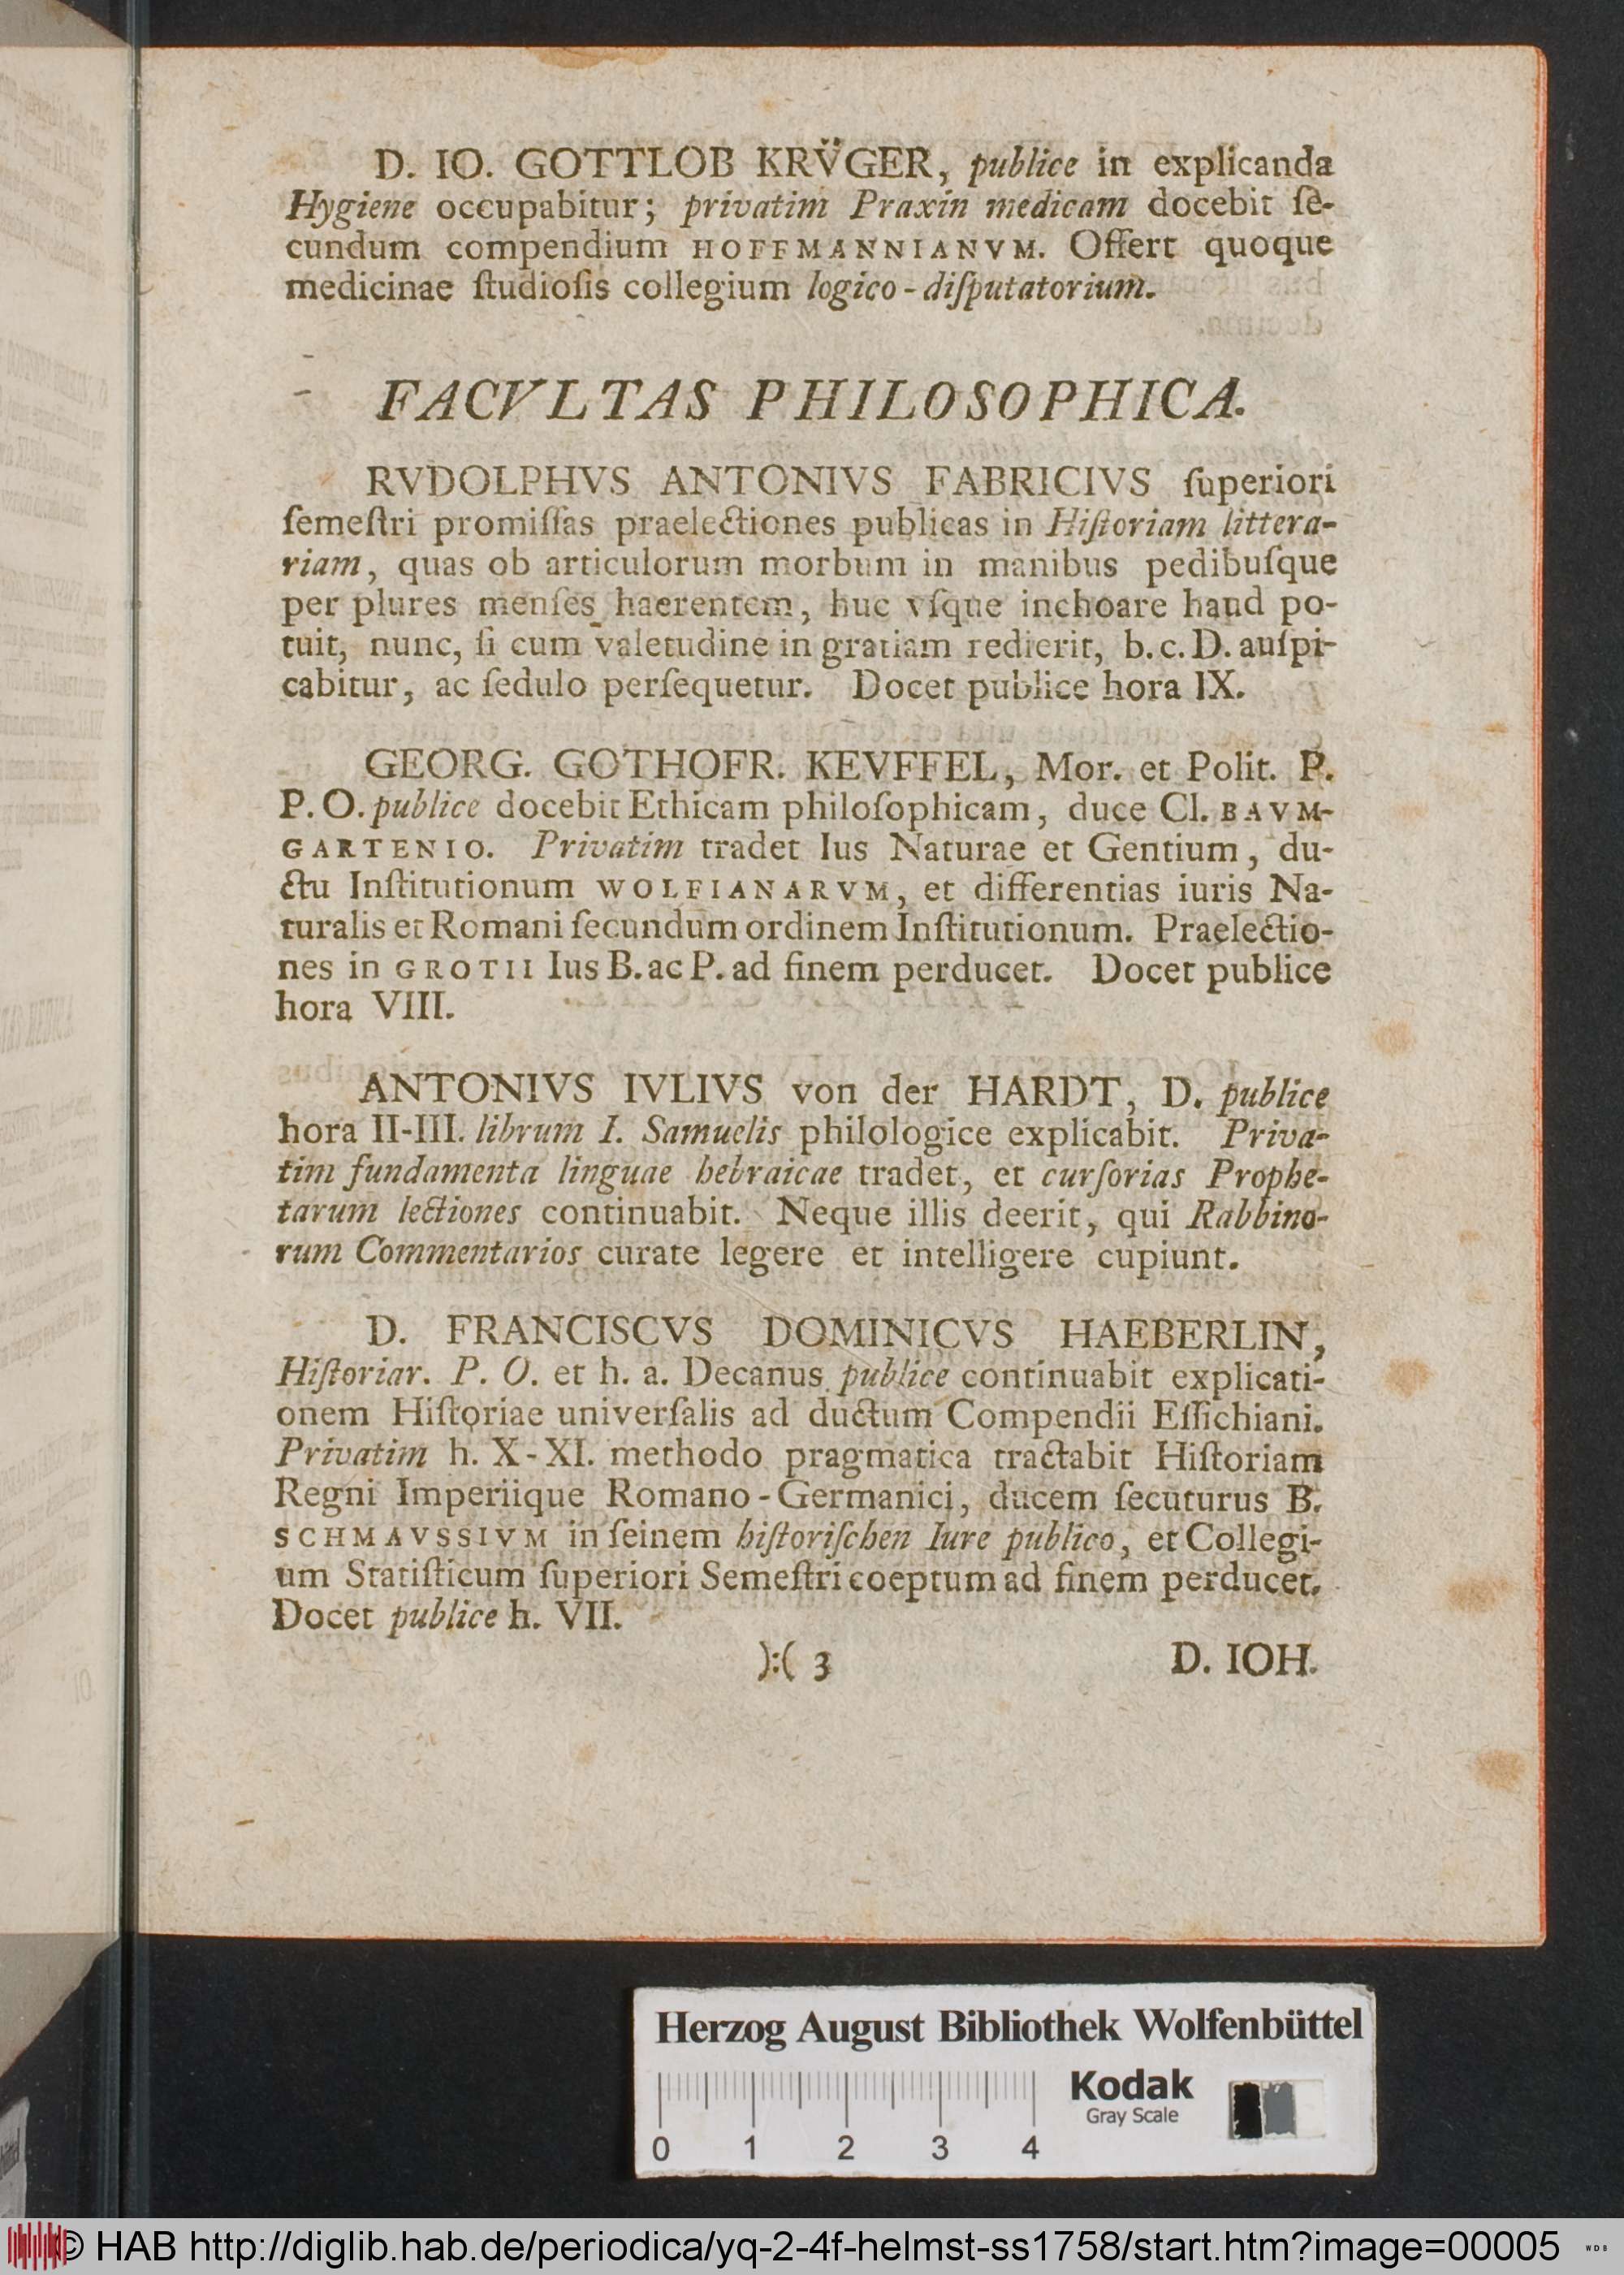 D. IO. GOTTLOB KRV̈GER, publice in explicanda
Hygiene occupabitur; privatim Praxin medicam docebit ſe-
cundum compendium HOFFMANNIANVM. Offert quoque
medicinae ſtudioſis collegium logico-diſputatorium.
FACVLTAS PHILOSOPHICA.
RVDOLPHVS ANTONIVS FABRICIVS ſuperiori
ſemeſtri promiſſas praelectiones publicas in Hiſtoriam littera-
riam, quas ob articulorum morbum in manibus pedibuſque
per plures menſes haerentem, huc vſque inchoare haud po-
tuit, nunc, ſi cum valetudine in gratiam redierit, b. c. D. auſpi-
cabitur, ac ſedulo perſequetur. Docet publice hora IX.
GEORG. GOTHOFR. KEVFFEL, Mor. et Polit. P.
P. O. publice docebit Ethicam philoſophicam, duce Cl. BAVM-
GARTENIO. Privatim tradet Ius Naturae et Gentium, du-
ctu Inſtitutionum WOLFIANARVM, et differentias iuris Na-
turalis et Romani ſecundum ordinem Inſtitutionum. Praelectio-
nes in GROTII Ius B. ac P. ad finem perducet. Docet publice
hora VIII.
ANTONIVS IVLIVS von der HARDT, D. publice
hora II-III. librum I. Samuelis philologice explicabit. Priva-
tim fundamenta linguae hebraicae tradet, et curſorias Prophe-
tarum lectiones continuabit. Neque illis deerit, qui Rabbino-
rum Commentarios curate legere et intelligere cupiunt.
D. FRANCISCVS DOMINICVS HAEBERLIN,
Hiſtoriar. P. O. et h. a. Decanus publice continuabit explicati-
onem Hiſtoriae univerſalis ad ductum Compendii Eſſichiani.
Privatim h. X-XI. methodo pragmatica tractabit Hiſtoriam
Regni Imperiique Romano-Germanici, ducem ſecuturus B.
SCHMAVSSIVM in ſeinem hiſtoriſchen Iure publico, et Collegi-
um Statiſticum ſuperiori Semeſtri coeptum ad finem perducet.
Docet publice h. VII.
):( 3 D. IOH.
Herzog August Bibliothek Wolfenbüttel
Kodak
Gray Scale
0 1 2 3 4
© HAB http://diglib.hab.de/periodica/yq-2-4f-helmst-ss1758/start.htm?image=00005
WDB